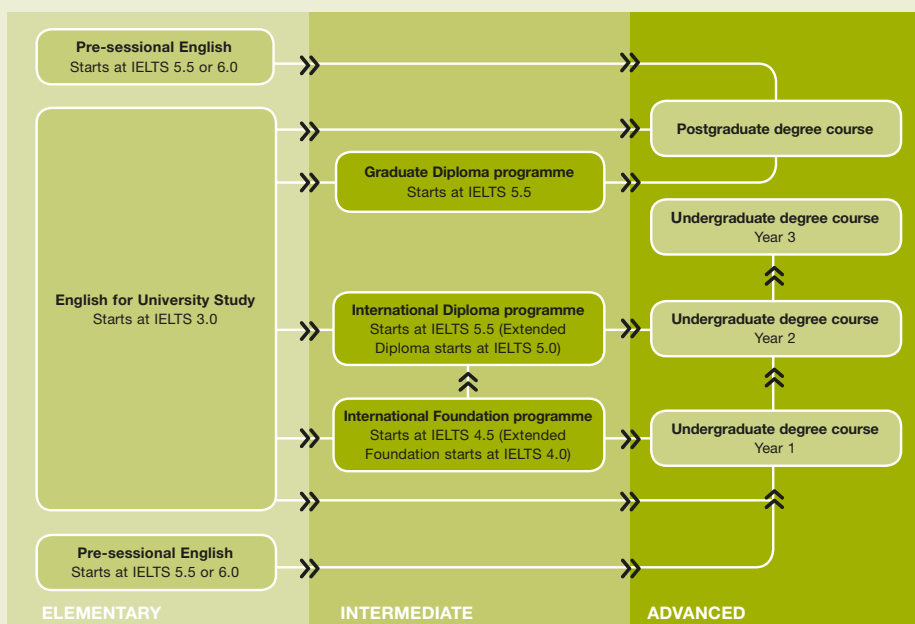 Pre-sessional English
Starts at IELTS 5.5 or 6.0
English for University Study
Starts at IELTS 3.0
Pre-sessional English
Starts at IELTS 5.5 or 6.0
ELEMENTARY
Graduate Diploma programme
Starts at IELTS 5.5
International Diploma programme
Starts at IELTS 5.5 (Extended
Diploma starts at IELTS 5.0)
International Foundation programme
Starts at IELTS 4.5 (Extended
Foundation starts at IELTS 4.0)
INTERMEDIATE
Postgraduate degree course
Undergraduate degree course
Year 3
Undergraduate degree course
Year 2
Undergraduate degree course
Year 1
ADVANCED